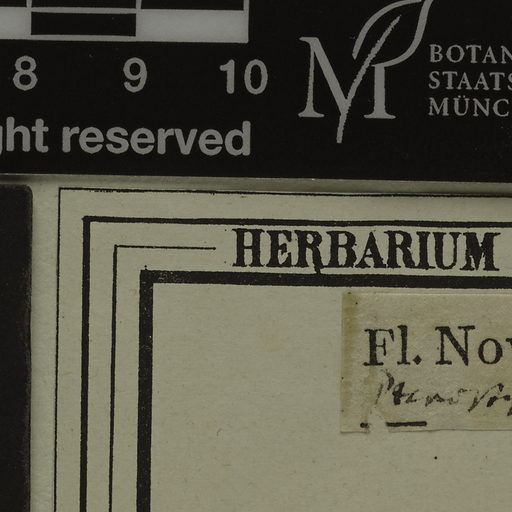 8 9 10
ght reserved
M BOTAN
STAATS
MÜNC
HERBARIUM
Fl. Nov